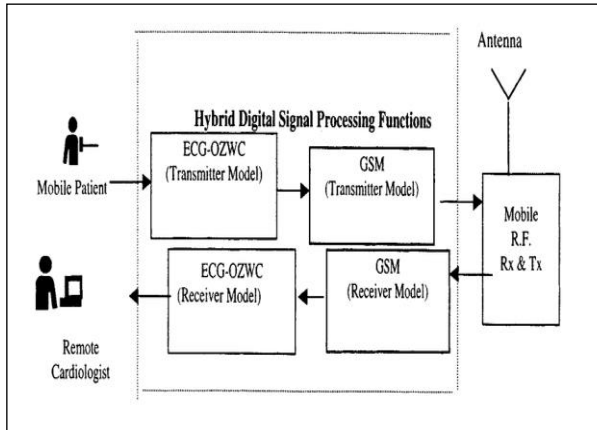 Antenna
Hybrid Digital Signal Processing Functions
Mobile Patient
ECG-OZWC
(Transmitter Model)
GSM
(Transmitter Model)
Mobile
R.F.
Rx & Tx
ECG-OZWC
(Receiver Model)
GSM
(Receiver Model)
Remote
Cardiologist